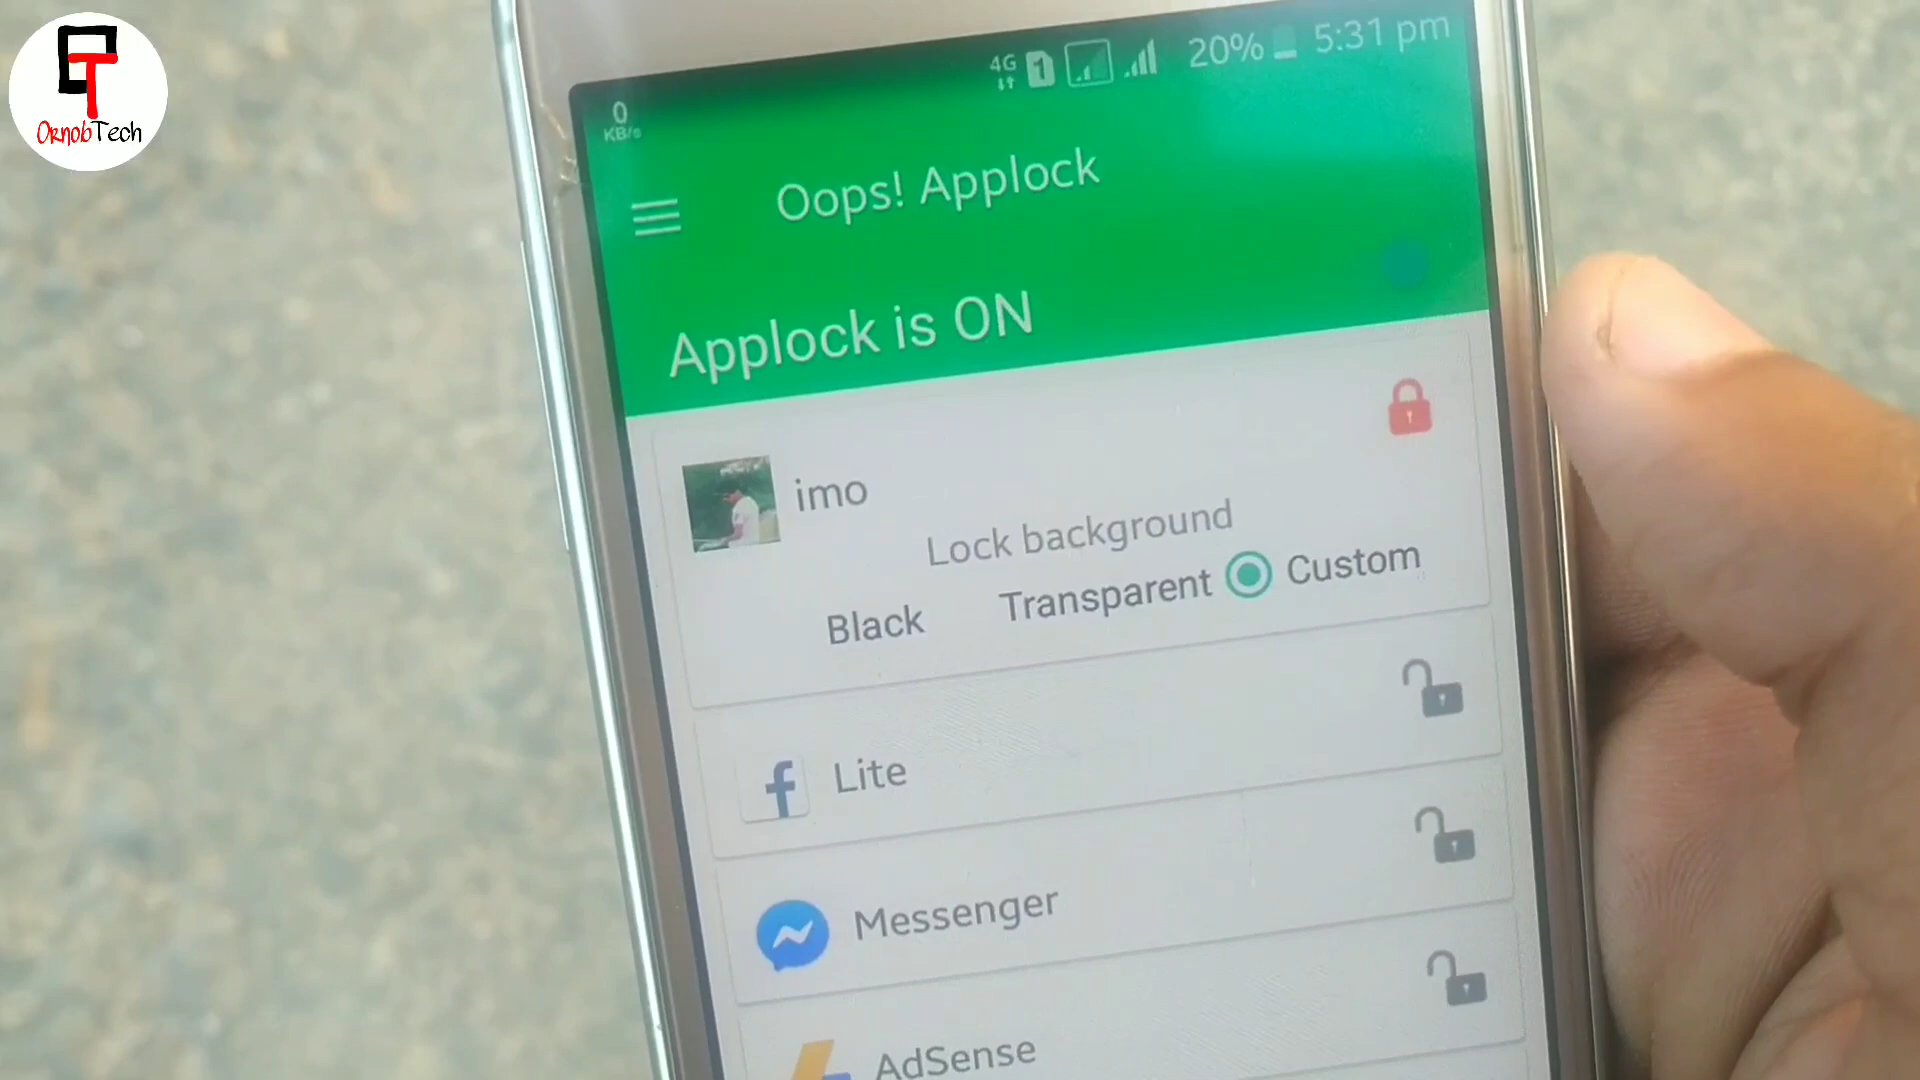 OrnobTech
0
KB/s
4G 1 20% 5:31 pm
Oops! Applock
Applock is ON
imo
Lock background
Black Transparent Custom
Lite
Messenger
AdSense